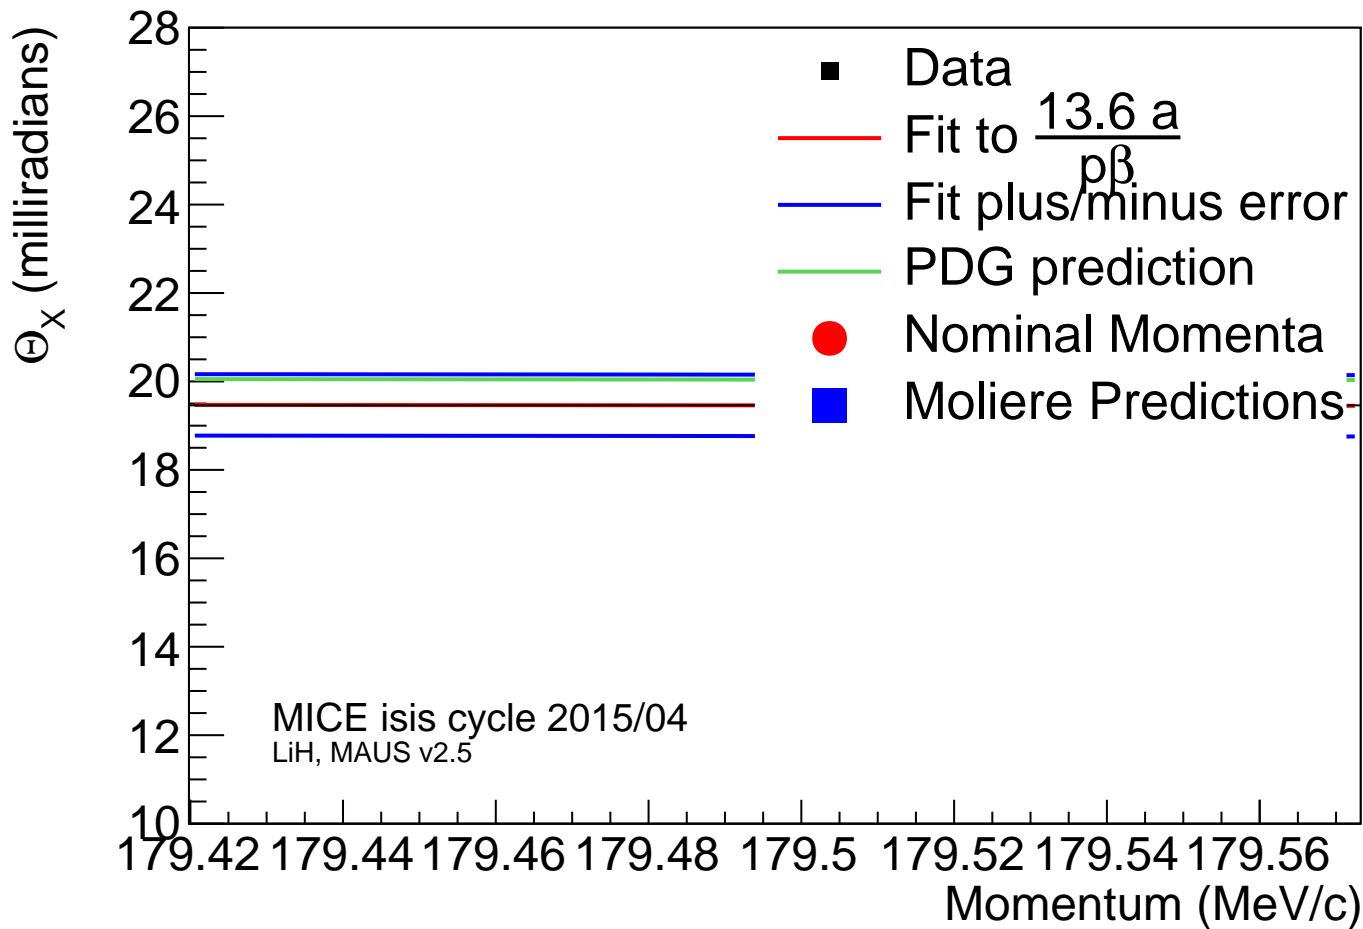 Θ_X (milliradians)
28
26
24
22
20
18
16
14
12
10
Data
Fit to 13.6 a / pβ
Fit plus/minus error
PDG prediction
Nominal Momenta
Moliere Predictions
MICE isis cycle 2015/04
LiH, MAUS v2.5
179.42 179.44 179.46 179.48 179.5 179.52 179.54 179.56
Momentum (MeV/c)